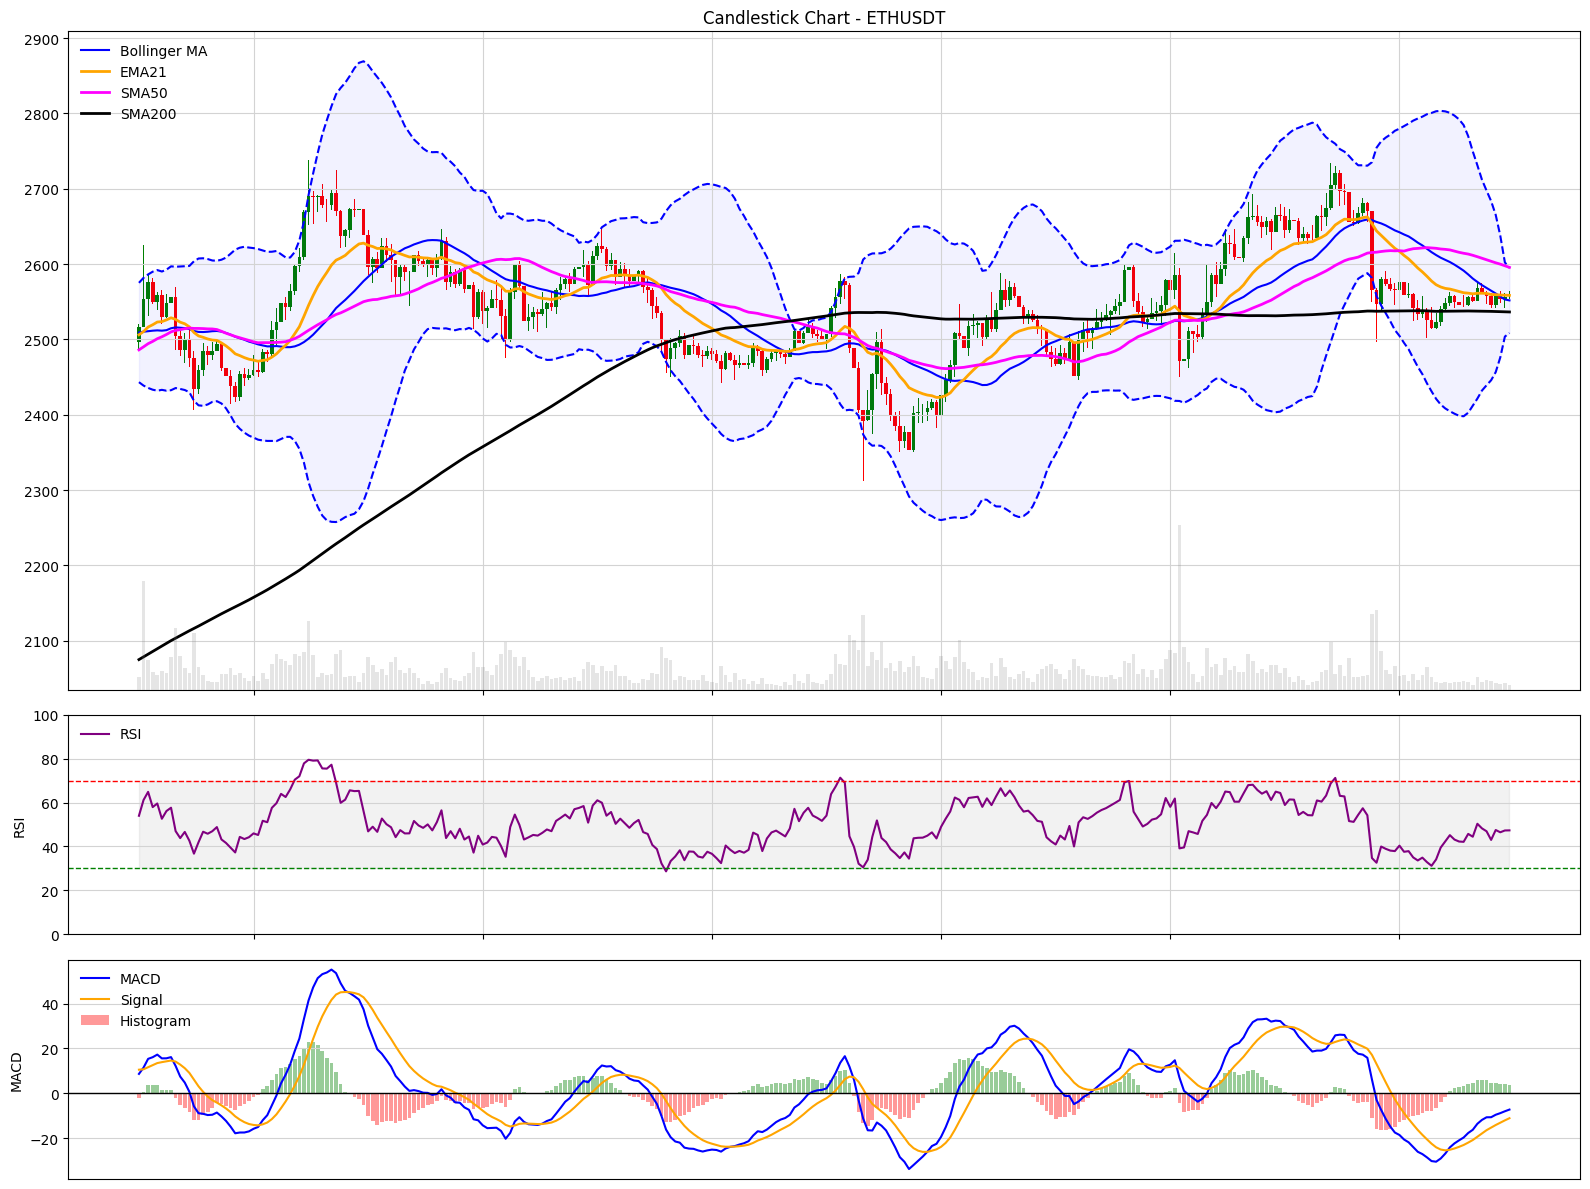 Candlestick Chart - ETHUSDT
Bollinger MA
EMA21
SMA50
SMA200
2900
2800
2700
2600
2500
2400
2300
2200
2100
RSI
RSI
100
80
60
40
20
0
MACD
Signal
Histogram
MACD
40
20
0
−20